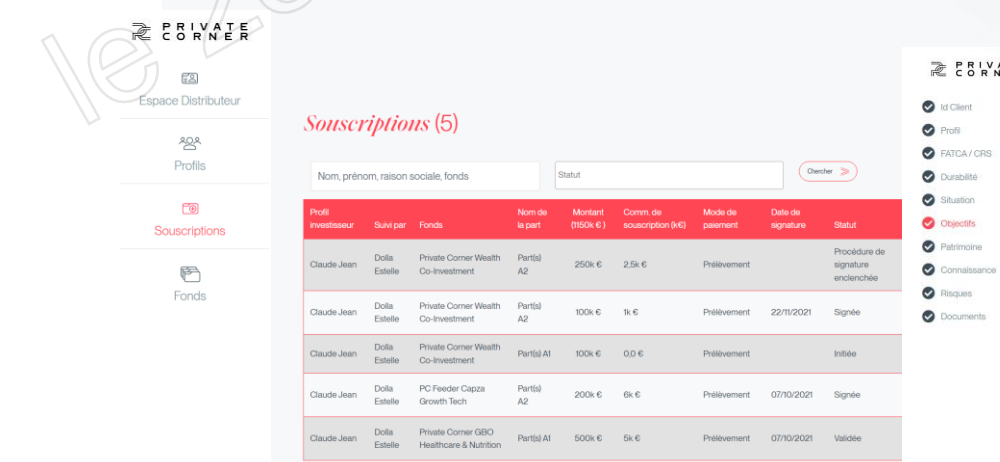 PRIVATE
CORNER
Espace Distributeur
Profils
Souscriptions
Fonds
Souscriptions (5)
Nom, prénom, raison sociale, fonds
Statut
Chercher
Profil investisseur Suivi par Fonds Nom de la part Montant (1150k €) Comm. de souscription (k€) Mode de paiement Date de signature Statut
Claude Jean Dolla Estelle Private Corner Wealth Co-Investment Part(s) A2 250k € 2,5k € Prélèvement Procédure de signature enclenchée
Claude Jean Dolla Estelle Private Corner Wealth Co-Investment Part(s) A2 100k € 1k € Prélèvement 22/11/2021 Signée
Claude Jean Dolla Estelle Private Corner Wealth Co-Investment Part(s) A1 100k € 0,0 € Prélèvement Initiée
Claude Jean Dolla Estelle PC Feeder Capza Growth Tech Part(s) A2 200k € 6k € Prélèvement 07/10/2021 Signée
Claude Jean Dolla Estelle Private Corner GBO Healthcare & Nutrition Part(s) A1 500k € 5k € Prélèvement 07/10/2021 Validée
PRIVA
CORN
Id Client
Profil
FATCA / CRS
Durabilité
Situation
Objectifs
Patrimoine
Connaissance
Risques
Documents
le